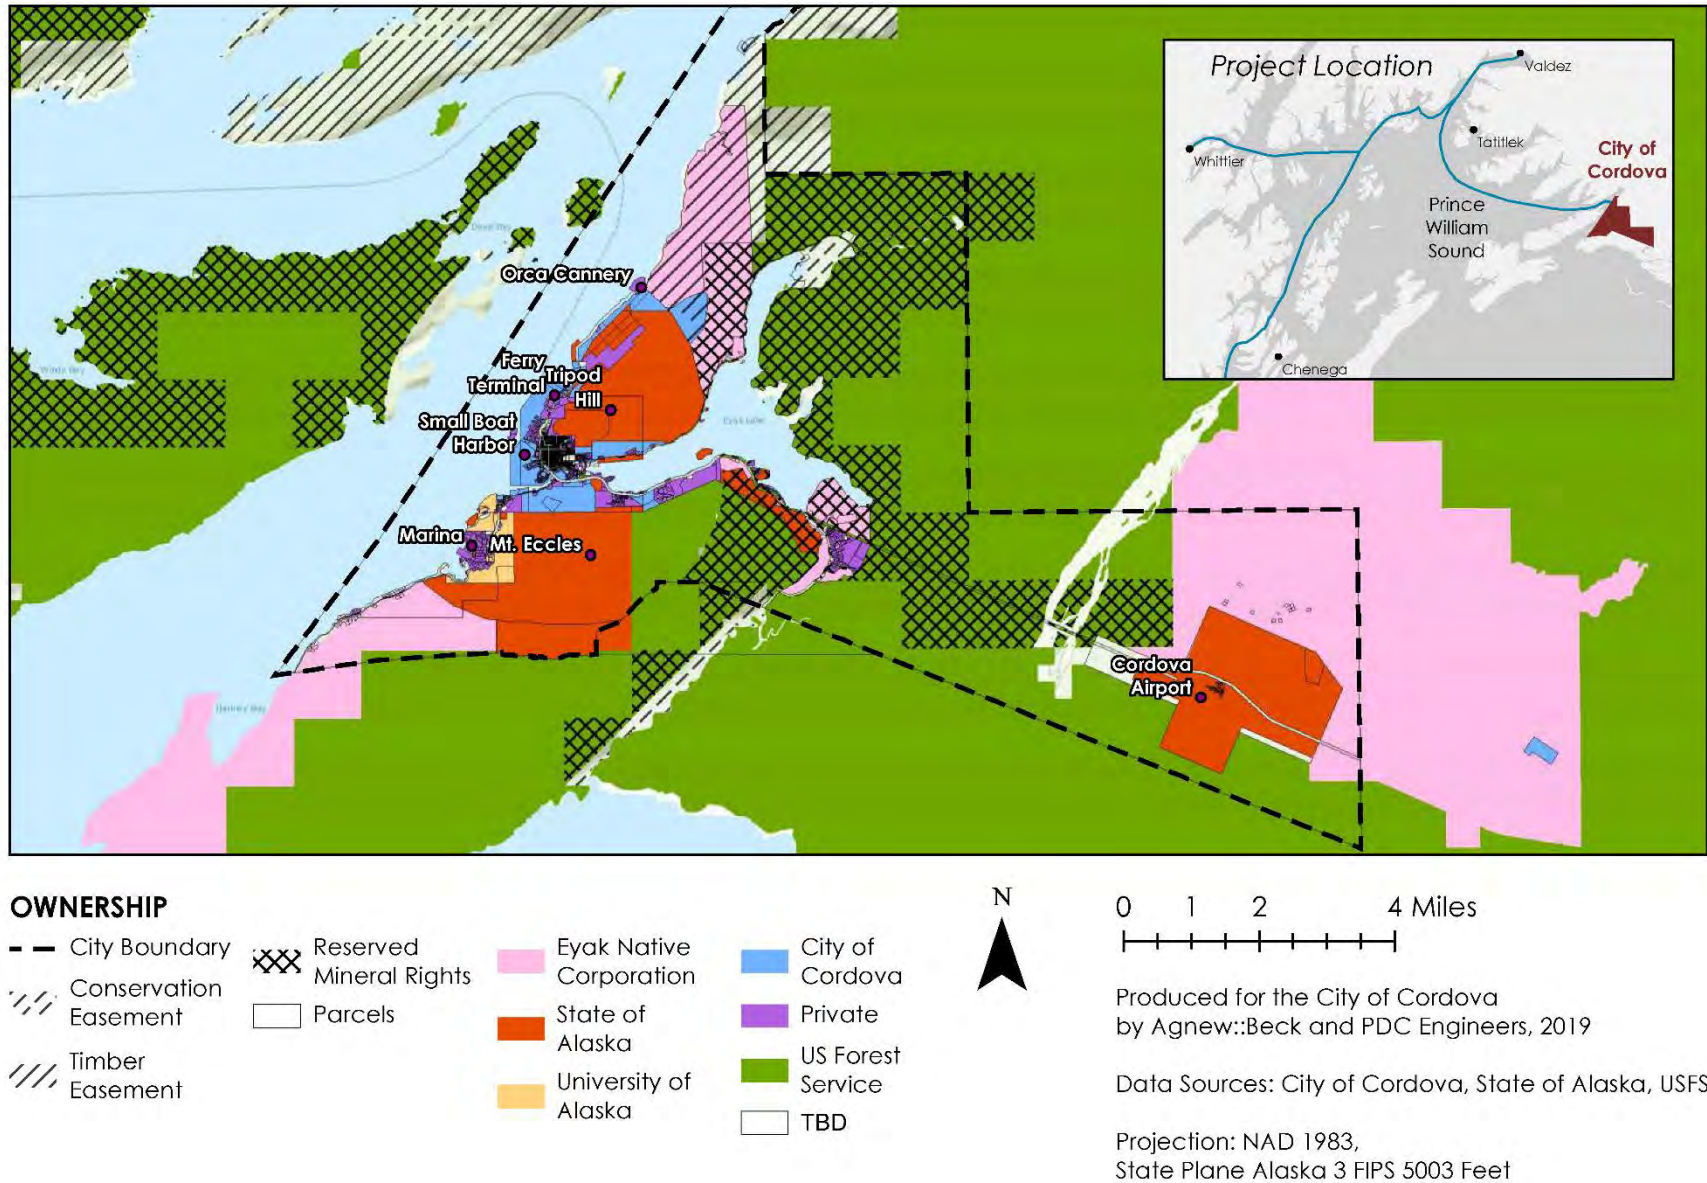 Project Location
Valdez
Whittier
Tatitlek
City of
Cordova
Prince
William
Sound
Chenega
Orca Cannery
Ferry
Terminal
Tripod
Hill
Small Boat
Harbor
Eyak Lake
Marina
Mt. Eccles
Cordova
Airport
OWNERSHIP
City Boundary
Conservation
Easement
Timber
Easement
Reserved
Mineral Rights
Parcels
Eyak Native
Corporation
State of
Alaska
University of
Alaska
City of
Cordova
Private
US Forest
Service
TBD
N
0 1 2 4 Miles
Produced for the City of Cordova
by Agnew::Beck and PDC Engineers, 2019
Data Sources: City of Cordova, State of Alaska, USFS
Projection: NAD 1983,
State Plane Alaska 3 FIPS 5003 Feet